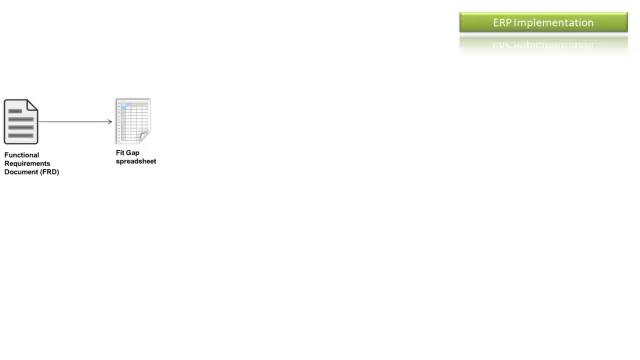 ERP Implementation
Functional
Requirements
Document (FRD)
Fit Gap
spreadsheet